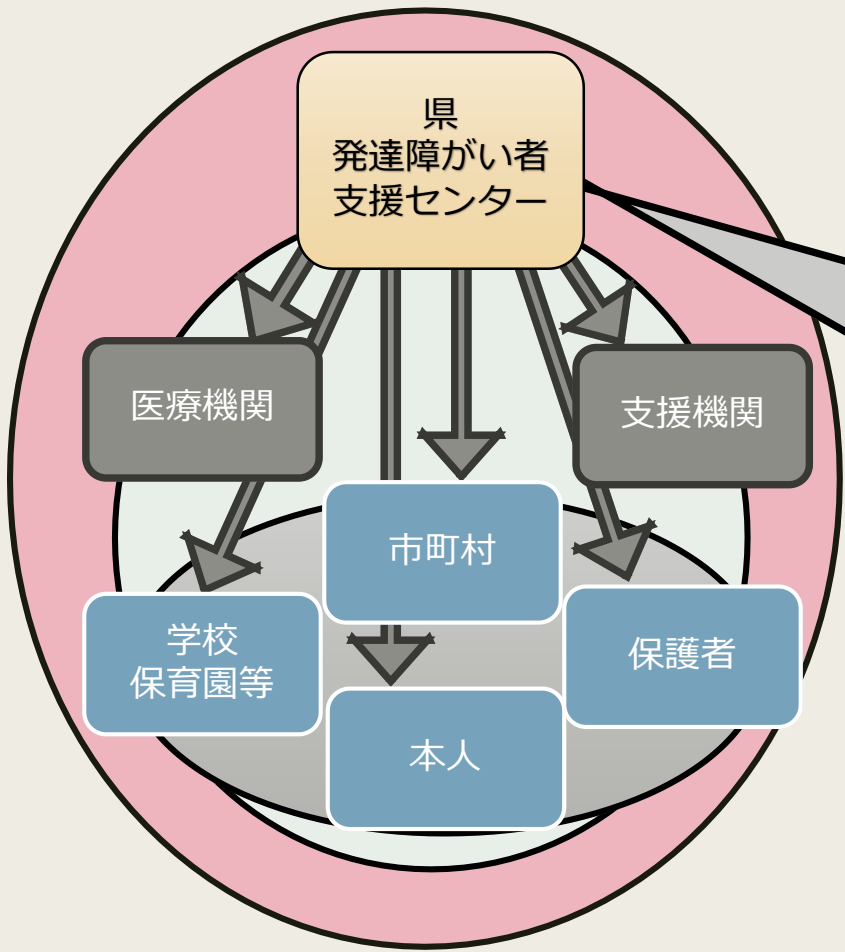 県
発達障がい者
支援センター
医療機関
支援機関
市町村
学校
保育園等
保護者
本人